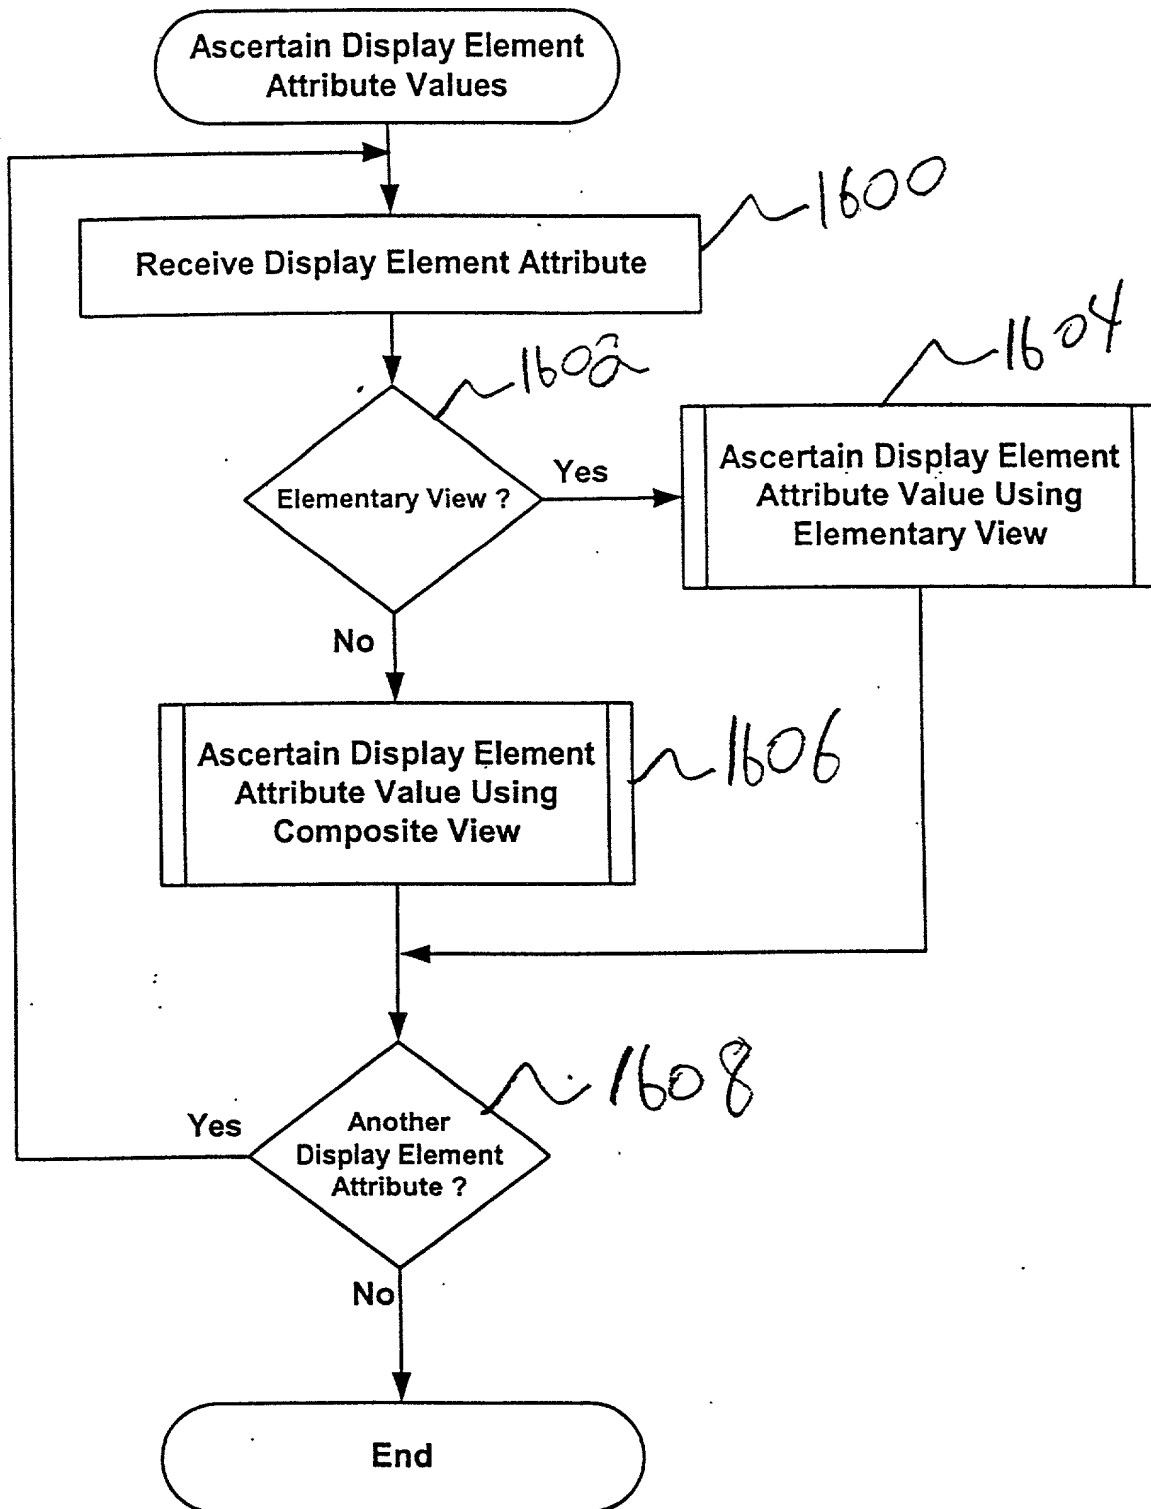 Ascertain Display Element
Attribute Values
1600
Receive Display Element Attribute
1602
1604
Elementary View ?
Yes
Ascertain Display Element
Attribute Value Using
Elementary View
No
Ascertain Display Element
Attribute Value Using
Composite View
1606
1608
Yes
Another
Display Element
Attribute ?
No
End